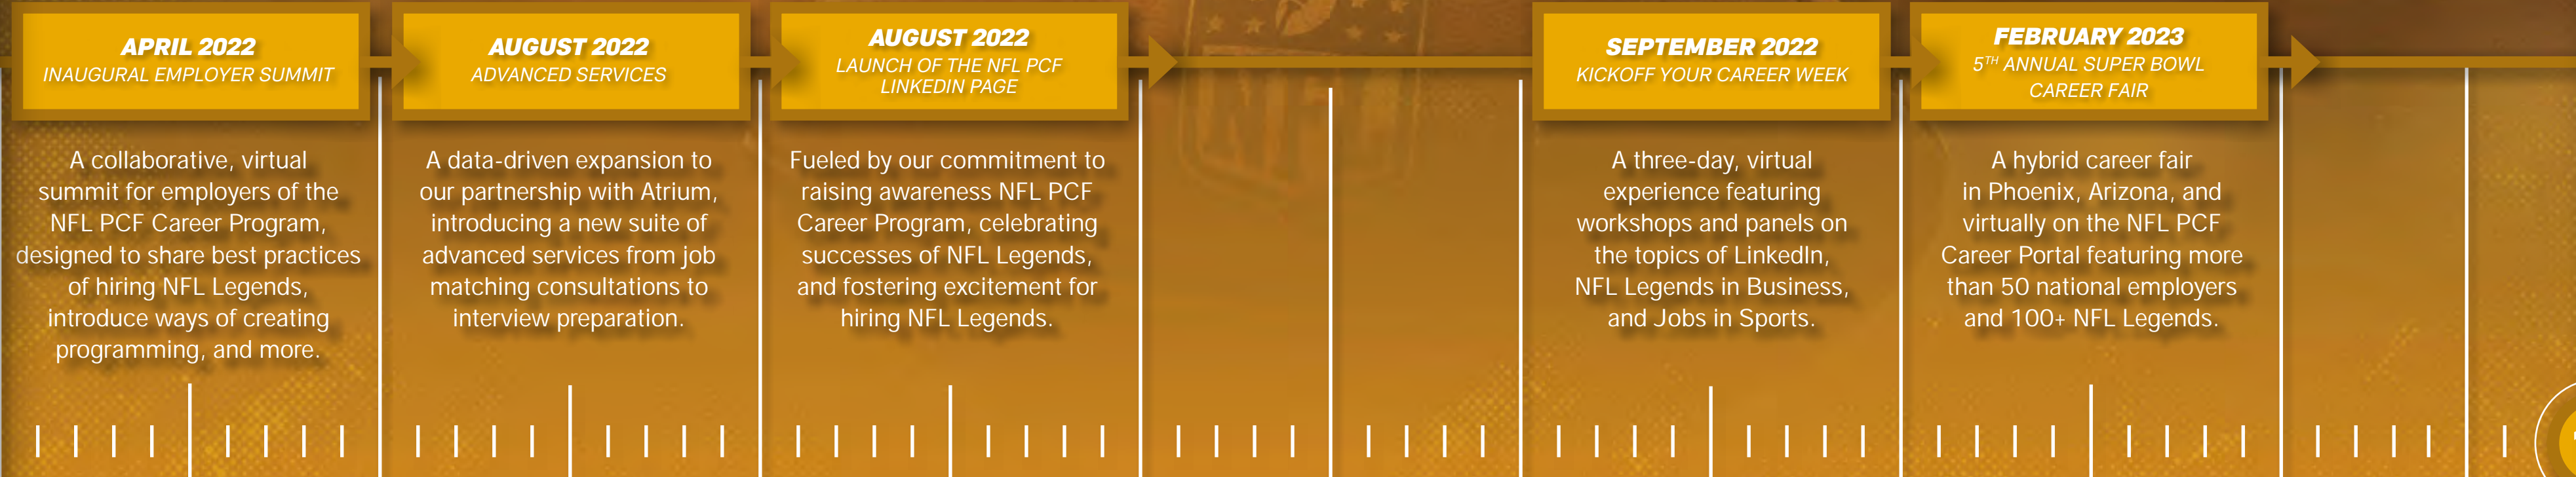 APRIL 2022
INAUGURAL EMPLOYER SUMMIT
A collaborative, virtual
summit for employers of the
NFL PCF Career Program,
designed to share best practices
of hiring NFL Legends,
introduce ways of creating
programming, and more.
AUGUST 2022
ADVANCED SERVICES
A data-driven expansion to
our partnership with Atrium,
introducing a new suite of
advanced services from job
matching consultations to
interview preparation.
AUGUST 2022
LAUNCH OF THE NFL PCF
LINKEDIN PAGE
Fueled by our commitment to
raising awareness NFL PCF
Career Program, celebrating
successes of NFL Legends,
and fostering excitement for
hiring NFL Legends.
SEPTEMBER 2022
KICKOFF YOUR CAREER WEEK
A three-day, virtual
experience featuring
workshops and panels on
the topics of LinkedIn,
NFL Legends in Business,
and Jobs in Sports.
FEBRUARY 2023
5TH ANNUAL SUPER BOWL
CAREER FAIR
A hybrid career fair
in Phoenix, Arizona, and
virtually on the NFL PCF
Career Portal featuring more
than 50 national employers
and 100+ NFL Legends.